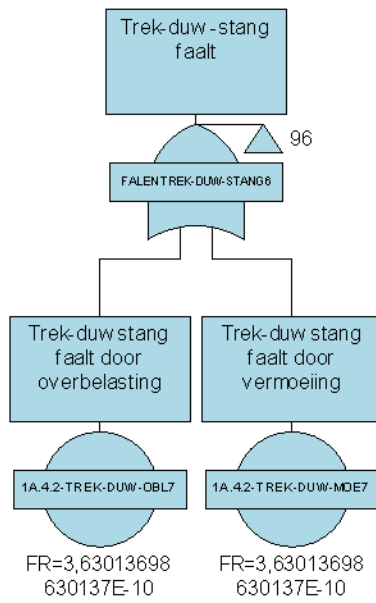 Trek-duw-stang
faalt
96
FALENTREK-DUW-STANG6
Trek-duw stang
faalt door
overbelasting
Trek-duw stang
faalt door
vermoeiing
1A.4.2-TREK-DUW-OBL7
1A.4.2-TREK-DUW-MOE7
FR=3,63013698
630137E-10
FR=3,63013698
630137E-10